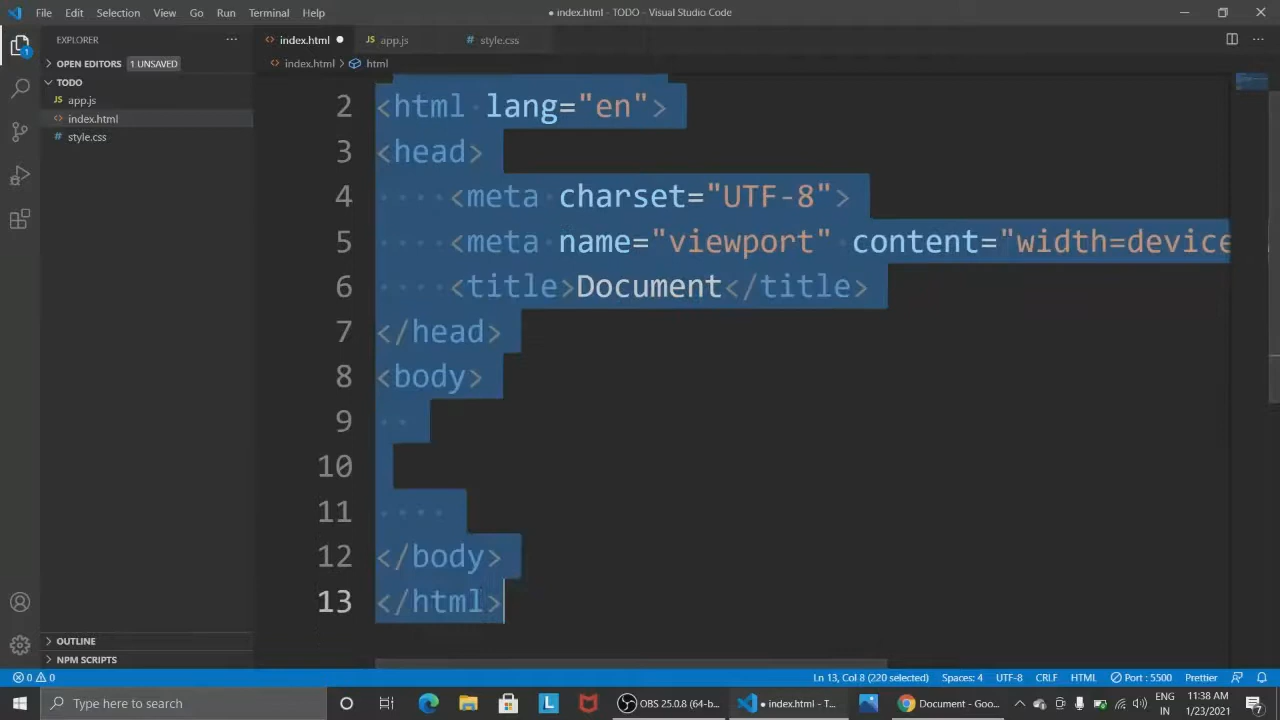 File Edit Selection View Go Run Terminal Help
● index.html - TODO - Visual Studio Code
EXPLORER
index.html
JS app.js
# style.css
OPEN EDITORS 1 UNSAVED
index.html > html
TODO
JS app.js
<> index.html
# style.css
2 <html lang="en">
3 <head>
4 <meta charset="UTF-8">
5 <meta name="viewport" content="width=device
6 <title>Document</title>
7 </head>
8 <body>
9
10
11
12 </body>
13 </html>
OUTLINE
NPM SCRIPTS
0 0
Ln 13, Col 8 (220 selected) Spaces: 4 UTF-8 CRLF HTML Port : 5500 Prettier
Type here to search
L
OBS 25.0.8 (64-b...
● index.html - T...
Document - Goo...
ENG
IN
11:38 AM
1/23/2021
7